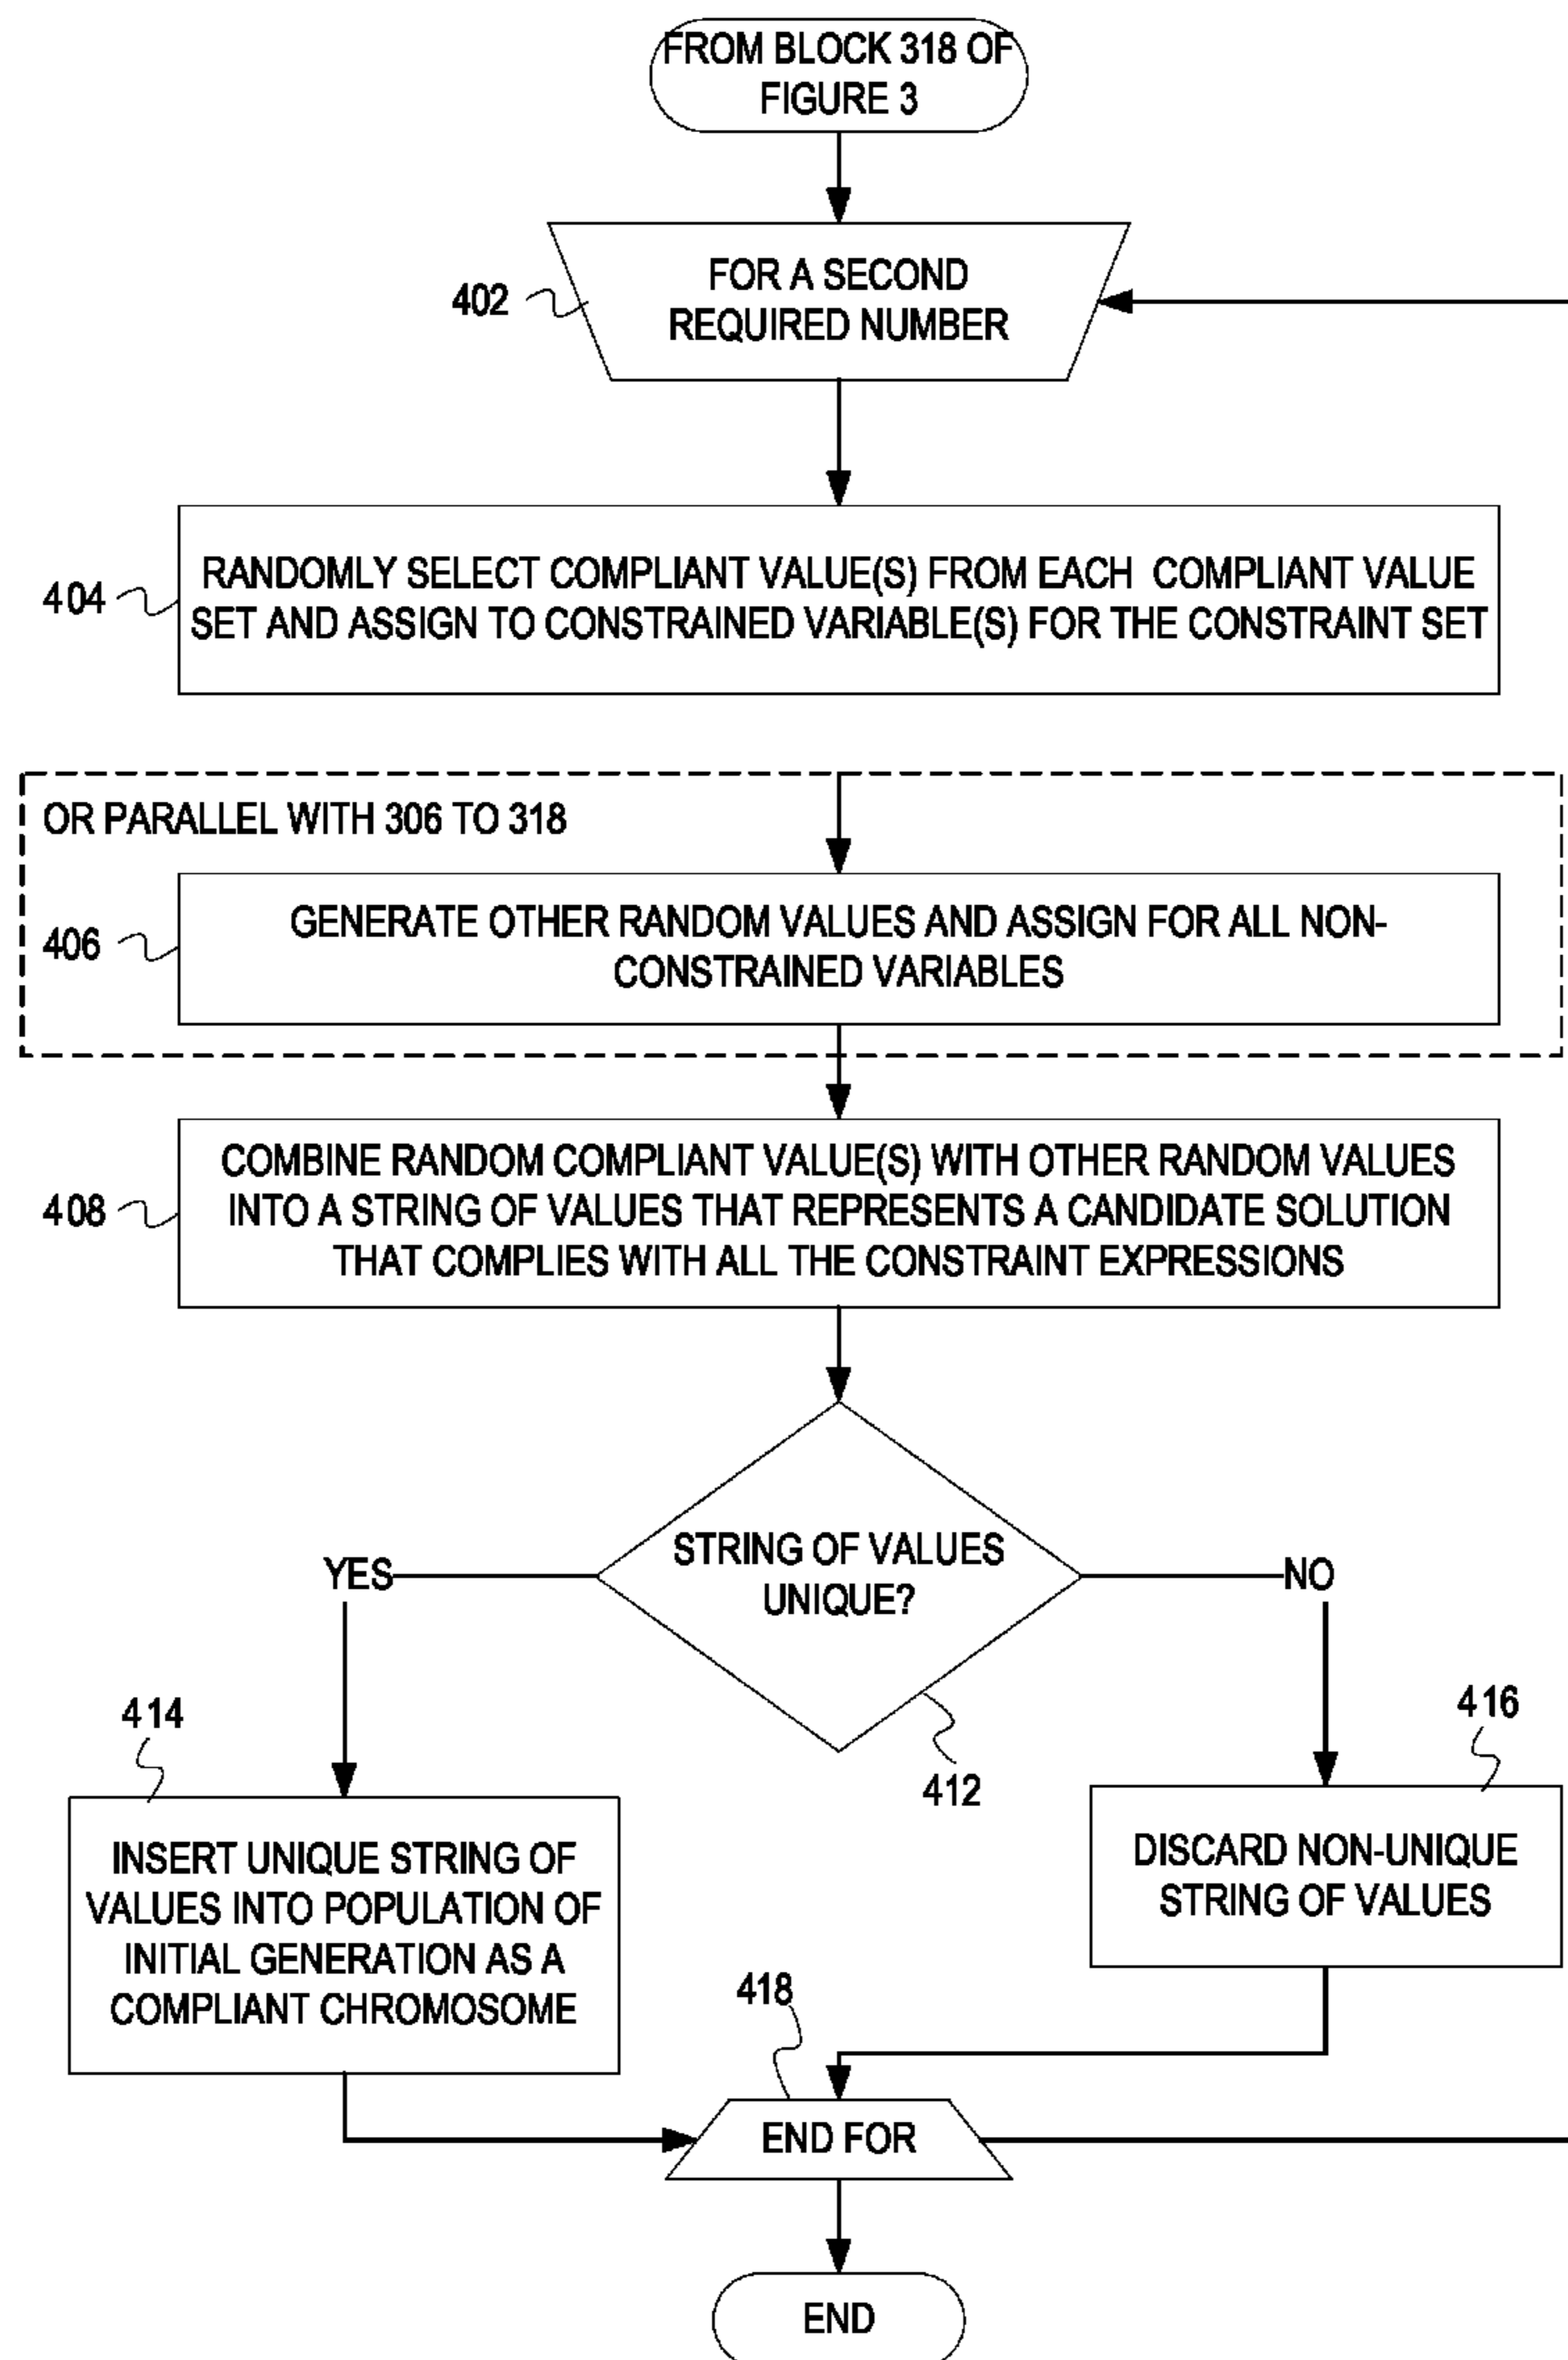 FROM BLOCK 318 OF
FIGURE 3
402
FOR A SECOND
REQUIRED NUMBER
404
RANDOMLY SELECT COMPLIANT VALUE(S) FROM EACH COMPLIANT VALUE
SET AND ASSIGN TO CONSTRAINED VARIABLE(S) FOR THE CONSTRAINT SET
OR PARALLEL WITH 306 TO 318
406
GENERATE OTHER RANDOM VALUES AND ASSIGN FOR ALL NON-
CONSTRAINED VARIABLES
408
COMBINE RANDOM COMPLIANT VALUE(S) WITH OTHER RANDOM VALUES
INTO A STRING OF VALUES THAT REPRESENTS A CANDIDATE SOLUTION
THAT COMPLIES WITH ALL THE CONSTRAINT EXPRESSIONS
STRING OF VALUES
UNIQUE?
YES
NO
412
414
INSERT UNIQUE STRING OF
VALUES INTO POPULATION OF
INITIAL GENERATION AS A
COMPLIANT CHROMOSOME
416
DISCARD NON-UNIQUE
STRING OF VALUES
418
END FOR
END